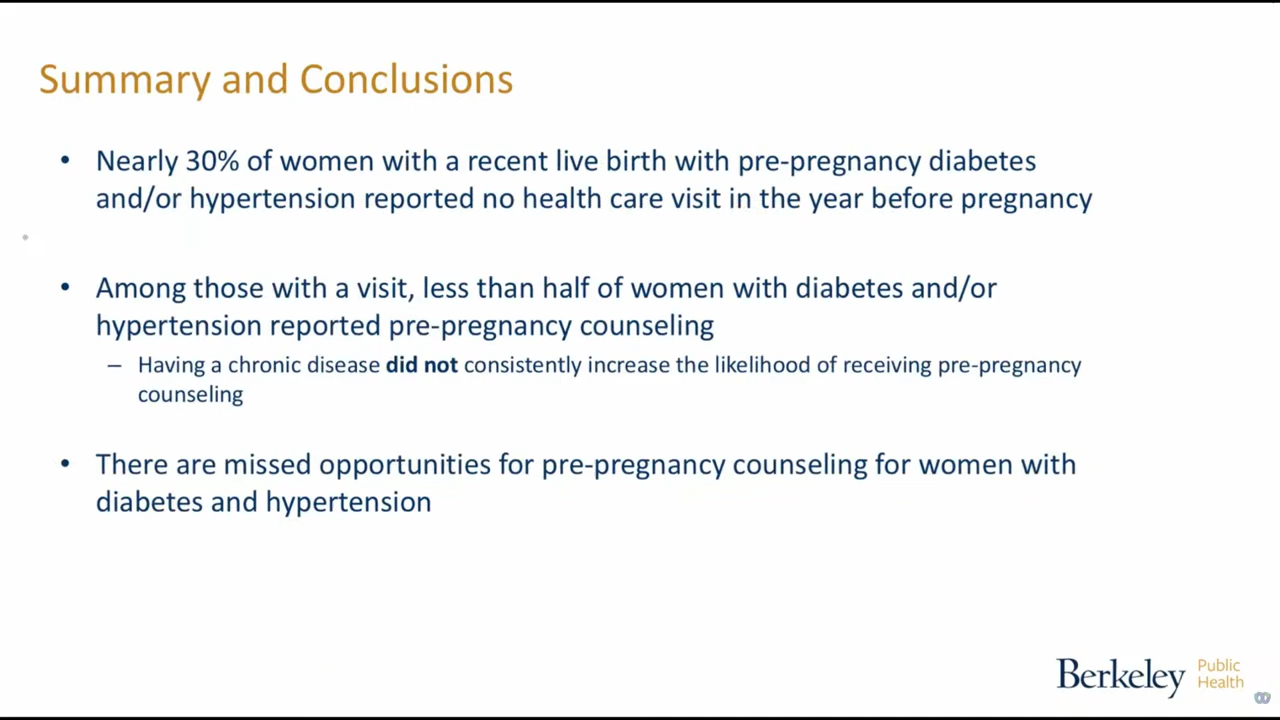 Summary and Conclusions
• Nearly 30% of women with a recent live birth with pre-pregnancy diabetes
and/or hypertension reported no health care visit in the year before pregnancy
• Among those with a visit, less than half of women with diabetes and/or
hypertension reported pre-pregnancy counseling
– Having a chronic disease did not consistently increase the likelihood of receiving pre-pregnancy
counseling
• There are missed opportunities for pre-pregnancy counseling for women with
diabetes and hypertension
Berkeley Public
Health